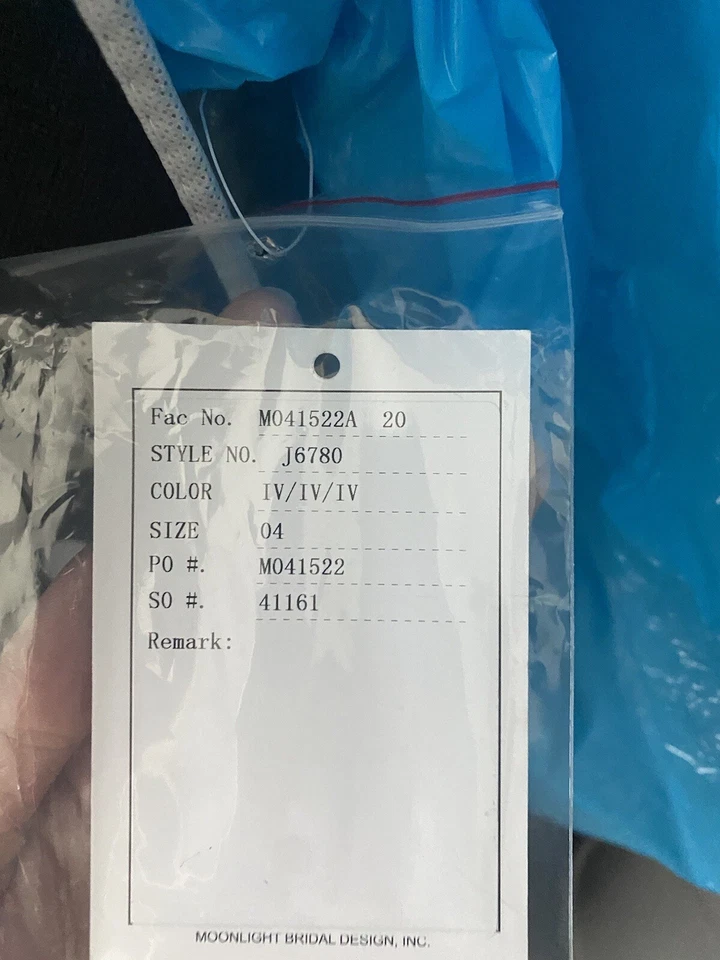 Fac No. M041522A 20
STYLE NO. J6780
COLOR IV/IV/IV
SIZE 04
PO #. M041522
SO #. 41161
Remark:
MOONLIGHT BRIDAL DESIGN, INC.